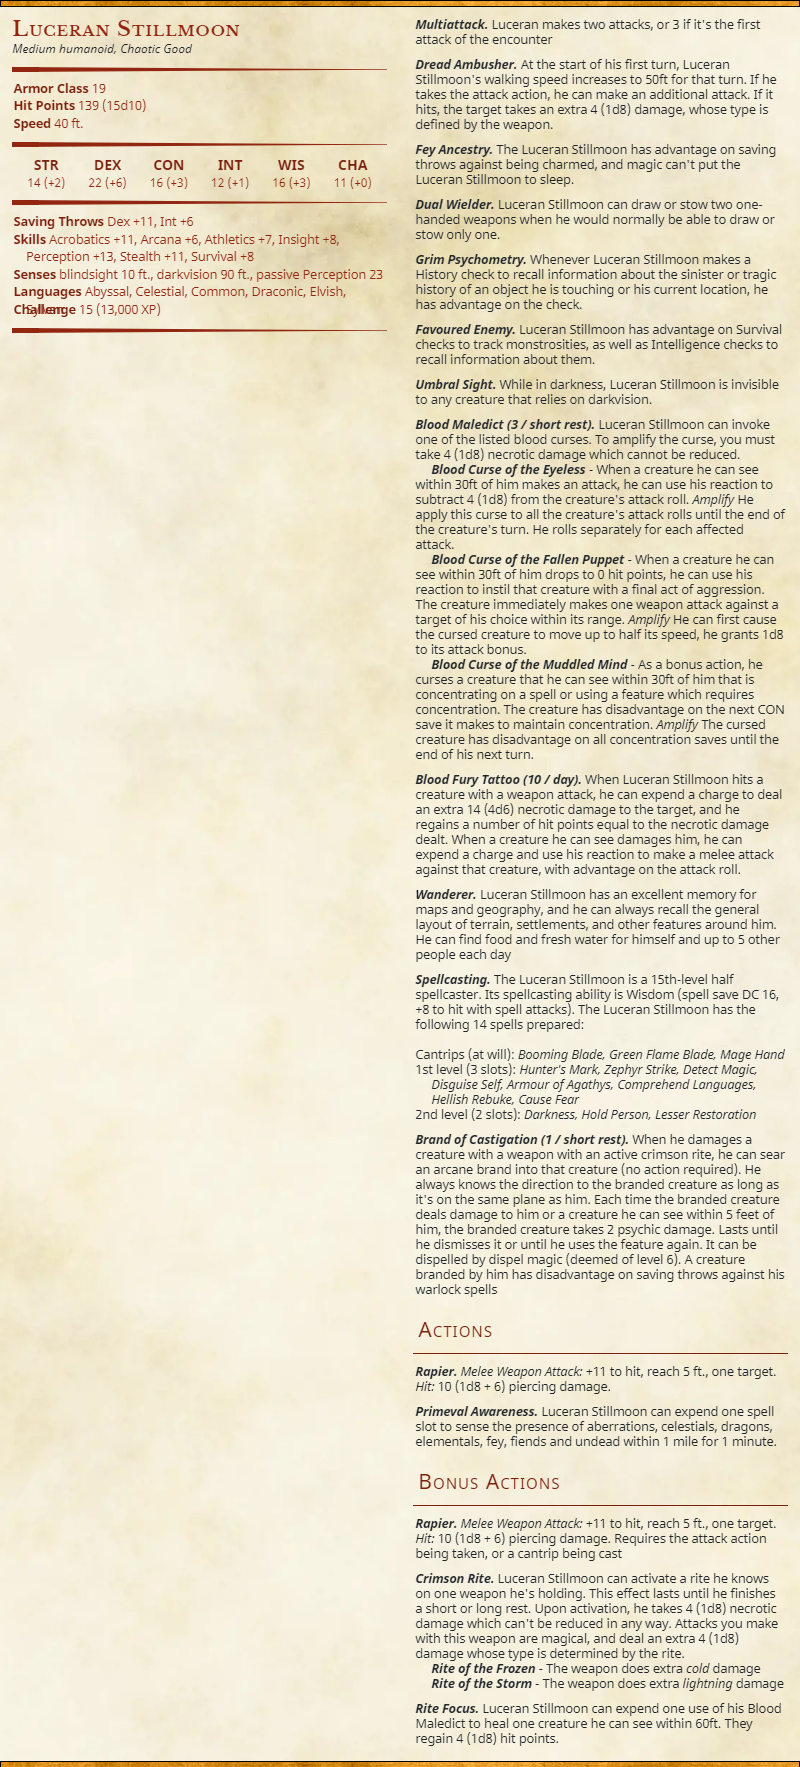 Luceran Stillmoon
Medium humanoid, Chaotic Good
Armor Class 19
Hit Points 139 (15d10)
Speed 40 ft.
STR DEX CON INT WIS CHA
14 (+2) 22 (+6) 16 (+3) 12 (+1) 16 (+3) 11 (+0)
Saving Throws Dex +11, Int +6
Skills Acrobatics +11, Arcana +6, Athletics +7, Insight +8,
Perception +13, Stealth +11, Survival +8
Senses blindsight 10 ft., darkvision 90 ft., passive Perception 23
Languages Abyssal, Celestial, Common, Draconic, Elvish,
Challenge 15 (13,000 XP)
Multiattack. Luceran makes two attacks, or 3 if it's the first
attack of the encounter
Dread Ambusher. At the start of his first turn, Luceran
Stillmoon's walking speed increases to 50ft for that turn. If he
takes the attack action, he can make an additional attack. If it
hits, the target takes an extra 4 (1d8) damage, whose type is
defined by the weapon.
Fey Ancestry. The Luceran Stillmoon has advantage on saving
throws against being charmed, and magic can't put the
Luceran Stillmoon to sleep.
Dual Wielder. Luceran Stillmoon can draw or stow two one-
handed weapons when he would normally be able to draw or
stow only one.
Grim Psychometry. Whenever Luceran Stillmoon makes a
History check to recall information about the sinister or tragic
history of an object he is touching or his current location, he
has advantage on the check.
Favoured Enemy. Luceran Stillmoon has advantage on Survival
checks to track monstrosities, as well as Intelligence checks to
recall information about them.
Umbral Sight. While in darkness, Luceran Stillmoon is invisible
to any creature that relies on darkvision.
Blood Maledict (3 / short rest). Luceran Stillmoon can invoke
one of the listed blood curses. To amplify the curse, you must
take 4 (1d8) necrotic damage which cannot be reduced.
Blood Curse of the Eyeless - When a creature he can see
within 30ft of him makes an attack, he can use his reaction to
subtract 4 (1d8) from the creature's attack roll. Amplify He
apply this curse to all the creature's attack rolls until the end of
the creature's turn. He rolls separately for each affected
attack.
Blood Curse of the Fallen Puppet - When a creature he can
see within 30ft of him drops to 0 hit points, he can use his
reaction to instil that creature with a final act of aggression.
The creature immediately makes one weapon attack against a
target of his choice within its range. Amplify He can first cause
the cursed creature to move up to half its speed, he grants 1d8
to its attack bonus.
Blood Curse of the Muddled Mind - As a bonus action, he
curses a creature that he can see within 30ft of him that is
concentrating on a spell or using a feature which requires
concentration. The creature has disadvantage on the next CON
save it makes to maintain concentration. Amplify The cursed
creature has disadvantage on all concentration saves until the
end of his next turn.
Blood Fury Tattoo (10 / day). When Luceran Stillmoon hits a
creature with a weapon attack, he can expend a charge to deal
an extra 14 (4d6) necrotic damage to the target, and he
regains a number of hit points equal to the necrotic damage
dealt. When a creature he can see damages him, he can
expend a charge and use his reaction to make a melee attack
against that creature, with advantage on the attack roll.
Wanderer. Luceran Stillmoon has an excellent memory for
maps and geography, and he can always recall the general
layout of terrain, settlements, and other features around him.
He can find food and fresh water for himself and up to 5 other
people each day
Spellcasting. The Luceran Stillmoon is a 15th-level half
spellcaster. Its spellcasting ability is Wisdom (spell save DC 16,
+8 to hit with spell attacks). The Luceran Stillmoon has the
following 14 spells prepared:
Cantrips (at will): Booming Blade, Green Flame Blade, Mage Hand
1st level (3 slots): Hunter's Mark, Zephyr Strike, Detect Magic,
Disguise Self, Armour of Agathys, Comprehend Languages,
Hellish Rebuke, Cause Fear
2nd level (2 slots): Darkness, Hold Person, Lesser Restoration
Brand of Castigation (1 / short rest). When he damages a
creature with a weapon with an active crimson rite, he can sear
an arcane brand into that creature (no action required). He
always knows the direction to the branded creature as long as
it's on the same plane as him. Each time the branded creature
deals damage to him or a creature he can see within 5 feet of
him, the branded creature takes 2 psychic damage. Lasts until
he dismisses it or until he uses the feature again. It can be
dispelled by dispel magic (deemed of level 6). A creature
branded by him has disadvantage on saving throws against his
warlock spells
Actions
Rapier. Melee Weapon Attack: +11 to hit, reach 5 ft., one target.
Hit: 10 (1d8 + 6) piercing damage.
Primeval Awareness. Luceran Stillmoon can expend one spell
slot to sense the presence of aberrations, celestials, dragons,
elementals, fey, fiends and undead within 1 mile for 1 minute.
Bonus Actions
Rapier. Melee Weapon Attack: +11 to hit, reach 5 ft., one target.
Hit: 10 (1d8 + 6) piercing damage. Requires the attack action
being taken, or a cantrip being cast
Crimson Rite. Luceran Stillmoon can activate a rite he knows
on one weapon he's holding. This effect lasts until he finishes
a short or long rest. Upon activation, he takes 4 (1d8) necrotic
damage which can't be reduced in any way. Attacks you make
with this weapon are magical, and deal an extra 4 (1d8)
damage whose type is determined by the rite.
Rite of the Frozen - The weapon does extra cold damage
Rite of the Storm - The weapon does extra lightning damage
Rite Focus. Luceran Stillmoon can expend one use of his Blood
Maledict to heal one creature he can see within 60ft. They
regain 4 (1d8) hit points.